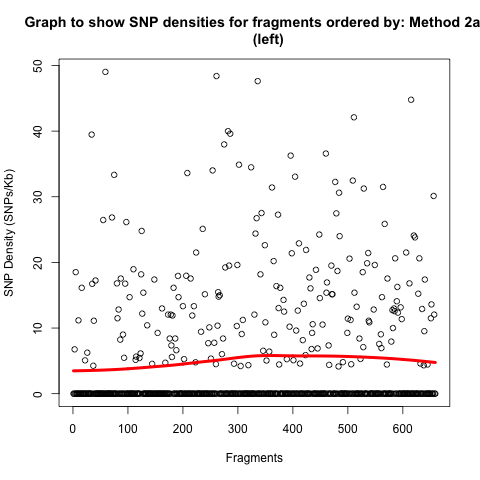 Graph to show SNP densities for fragments ordered by: Method 2a
(left)
SNP Density (SNPs/Kb)
50
40
30
20
10
0
0 100 200 300 400 500 600
Fragments